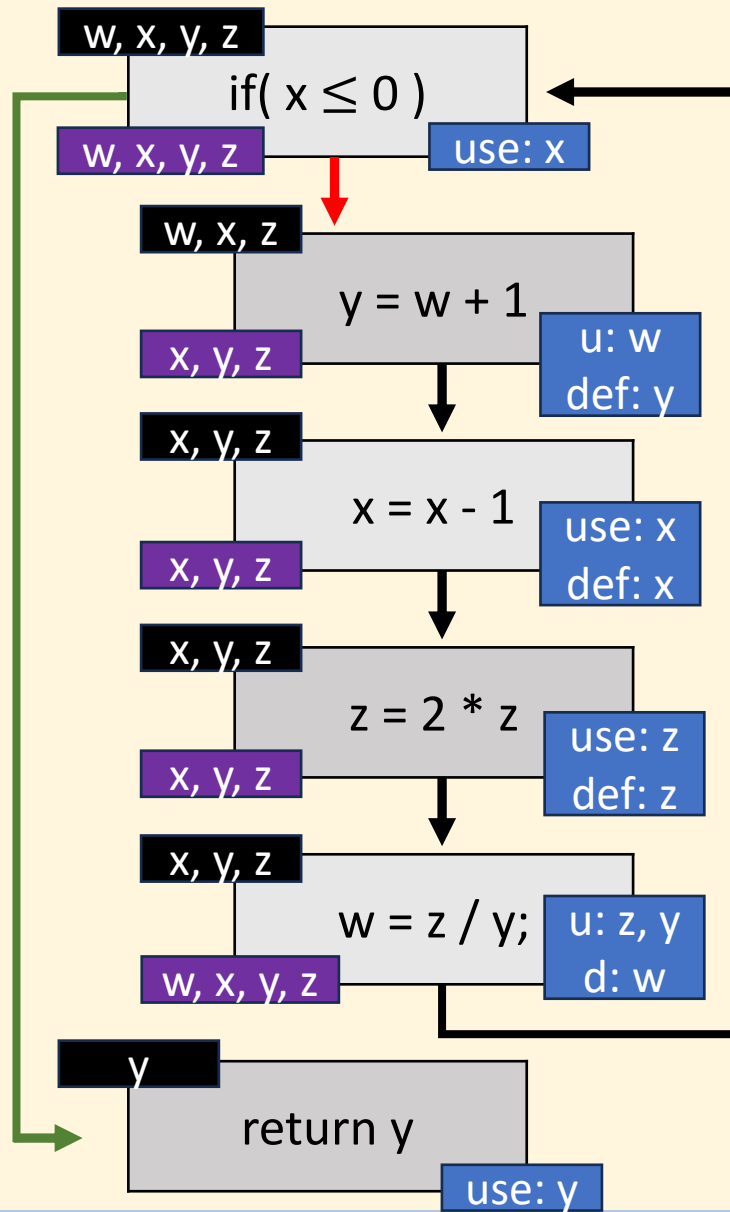 w, x, y, z
if( x ≤ 0 )
w, x, y, z
use: x
w, x, z
y = w + 1
x, y, z
u: w
def: y
x, y, z
x = x - 1
x, y, z
use: x
def: x
x, y, z
z = 2 * z
x, y, z
use: z
def: z
x, y, z
w = z / y;
w, x, y, z
u: z, y
d: w
y
return y
use: y